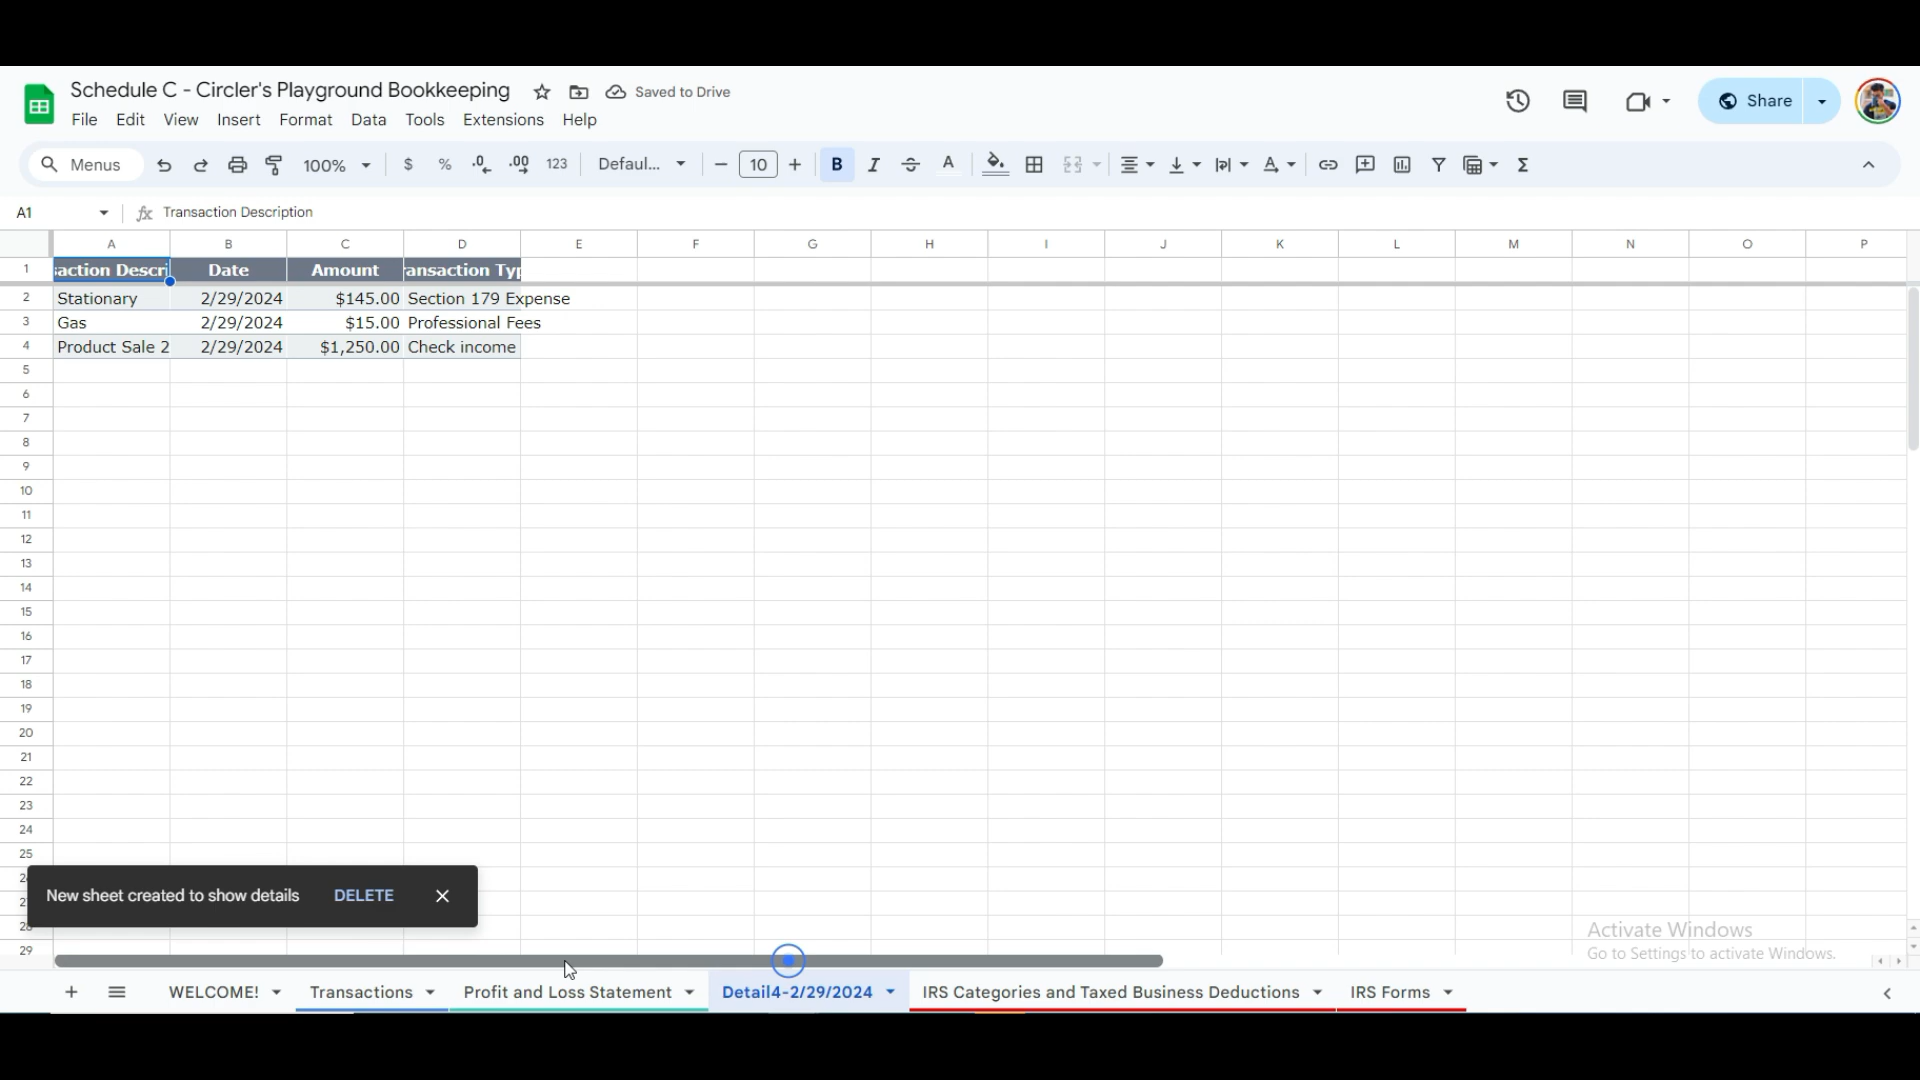 Schedule C - Circler's Playground Bookkeeping Saved to Drive
File Edit View Insert Format Data Tools Extensions Help
Share
Menus 100% $ % .0 .00 123 Defaul... 10 B I A
A1 fx Transaction Description
A B C D E F G H I J K L M N O P
1 saction Descri Date Amount ransaction Typ
2 Stationary 2/29/2024 $145.00 Section 179 Expense
3 Gas 2/29/2024 $15.00 Professional Fees
4 Product Sale 2 2/29/2024 $1,250.00 Check income
5
6
7
8
9
10
11
12
13
14
15
16
17
18
19
20
21
22
23
24
25
New sheet created to show details DELETE
29
Activate Windows
Go to Settings to activate Windows.
WELCOME! Transactions Profit and Loss Statement Detail4-2/29/2024 IRS Categories and Taxed Business Deductions IRS Forms